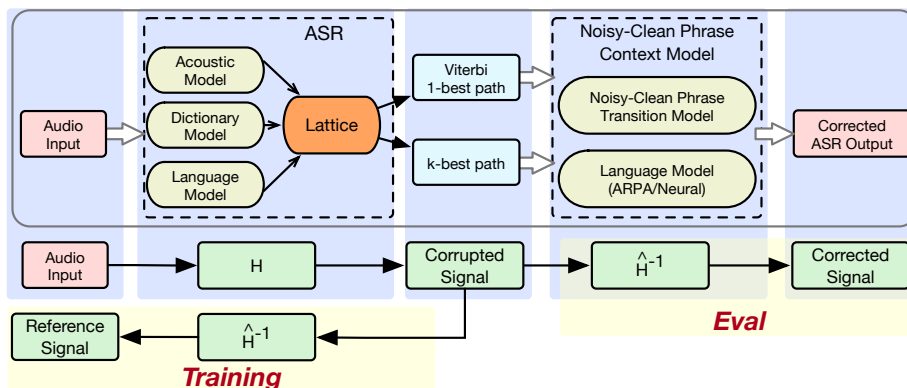 ASR
Acoustic
Model
Dictionary
Model
Language
Model
Audio
Input
Lattice
Viterbi
1-best path
k-best path
Noisy-Clean Phrase
Context Model
Noisy-Clean Phrase
Transition Model
Language Model
(ARPA/Neural)
Corrected
ASR Output
Audio
Input
H
Corrupted
Signal
Ĥ-1
Corrected
Signal
Eval
Reference
Signal
Ĥ-1
Training